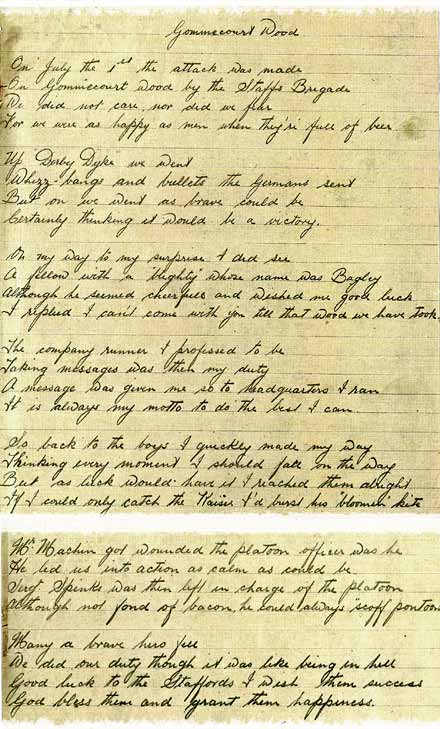 Gommecourt Wood
On July the 1st the attack was made
On Gommecourt wood by the Staffs Brigade
We did not care nor did we fear
For we were as happy as men when they're full of beer
Up Derby Dyke we went
Whizz-bangs and bullets the Germans sent
But on we went as brave could be
Certainly thinking it would be a victory.
On my way to my surprise I did see
A fellow with a 'blighty' whose name was Bagley
Although he seemed cheerful and wished me good luck
I replied I can't come with you till that wood we have took.
The company runner I professed to be
Taking messages was then my duty
A message was given me so to headquarters I ran
It is always my motto to do the best I can
So back to the boys I quickly made my way
Thinking every moment I should fall on the way
But as luck would have it I reached them alright
If I could only catch the Kaiser I'd burst his 'bloomin' kite
Mr Machin got wounded the platoon officer was he
He led us into action as calm as could be
Sergt Spinks was then left in charge of the platoon
Although not fond of bacon, he could always "scoff pontoon
Many a brave hero fell
We did our duty though it was like being in hell
Good luck to the Staffords I wish them success
God bless them and grant them happiness.